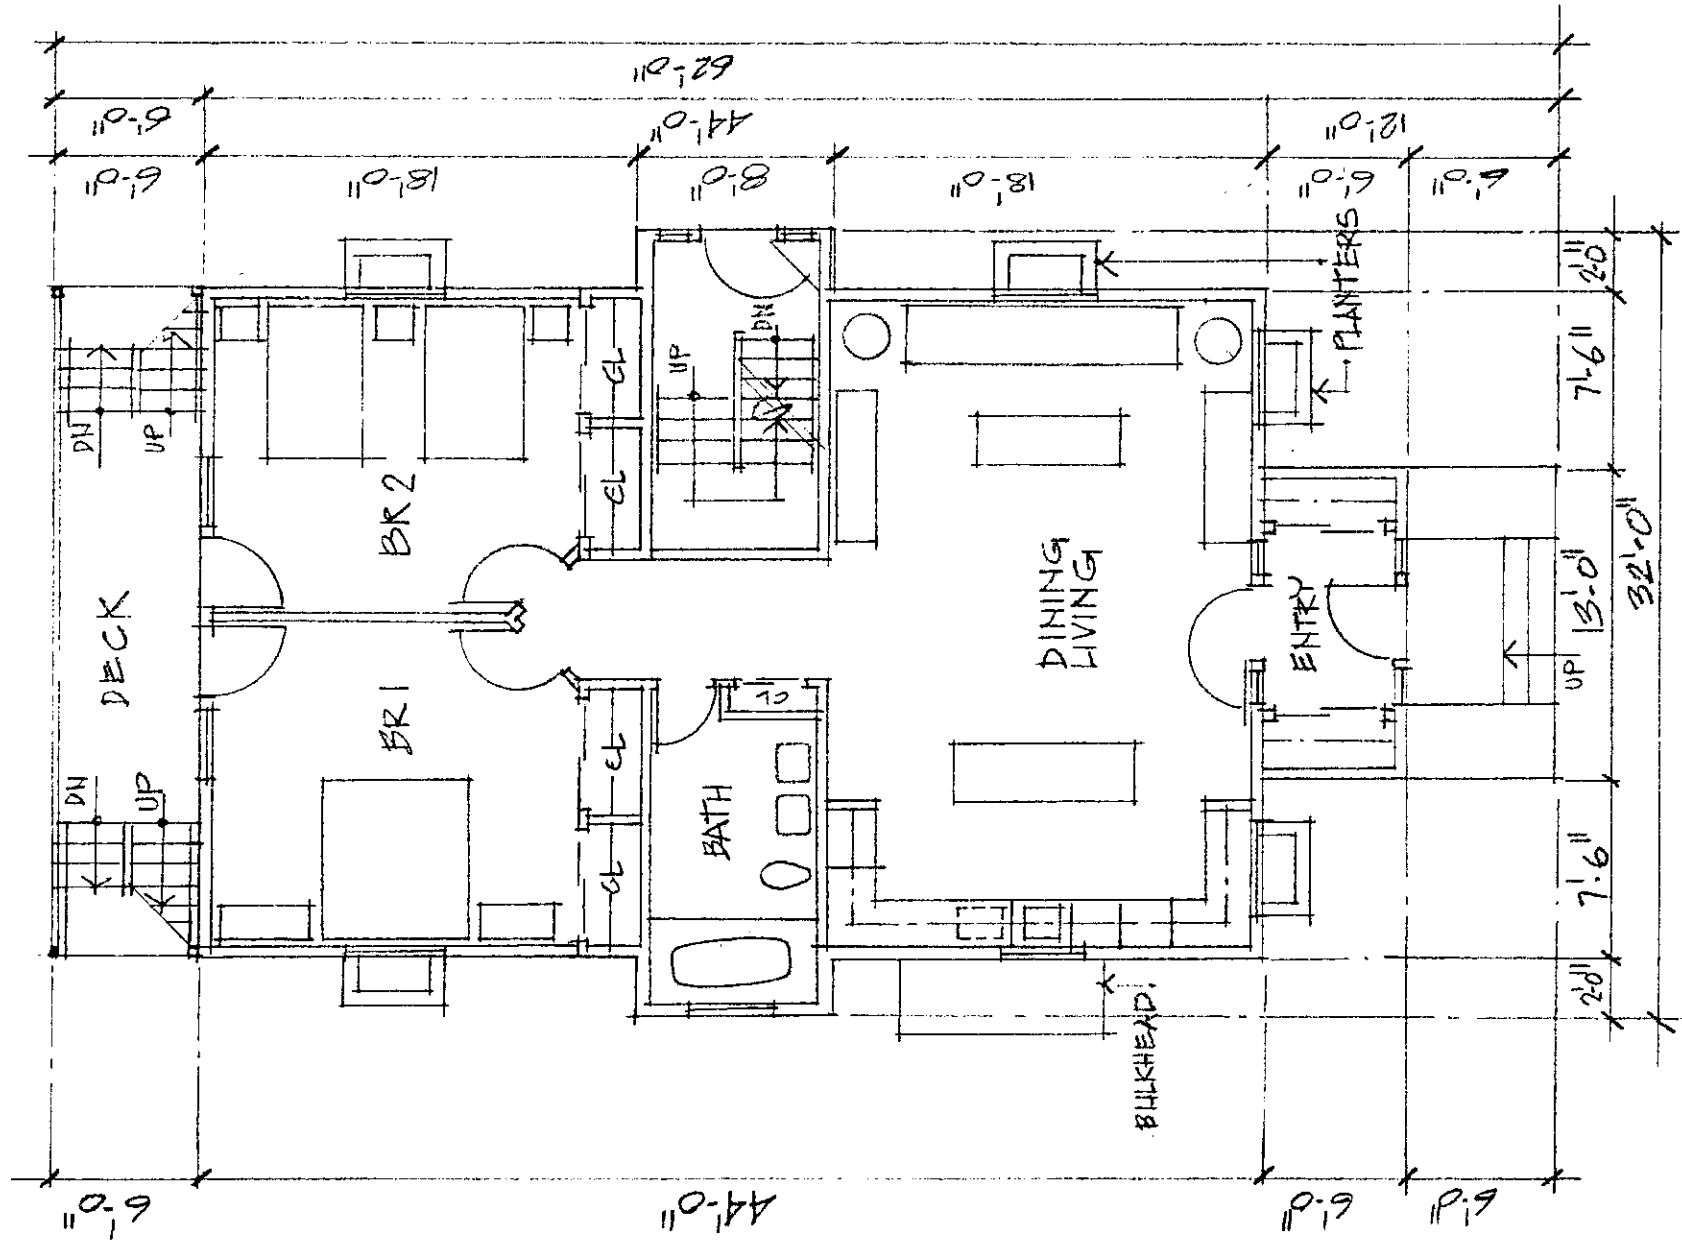 62'-0"
6'-0"
44'-0"
12'-0"
6'-0"
18'-0"
8'-0"
18'-0"
6'-0"
6'-0"
PLANTERS
2'-0"
7'-6"
13'-0"
7'-6"
2'-0"
32'-0"
DN
UP
DECK
DN
UP
BR 2
BR 1
CL
CL
CL
CL
UP
DN
CL
BATH
DINING
LIVING
ENTRY
UP
BULKHEAD.
6'-0"
44'-0"
6'-0"
6'-0"